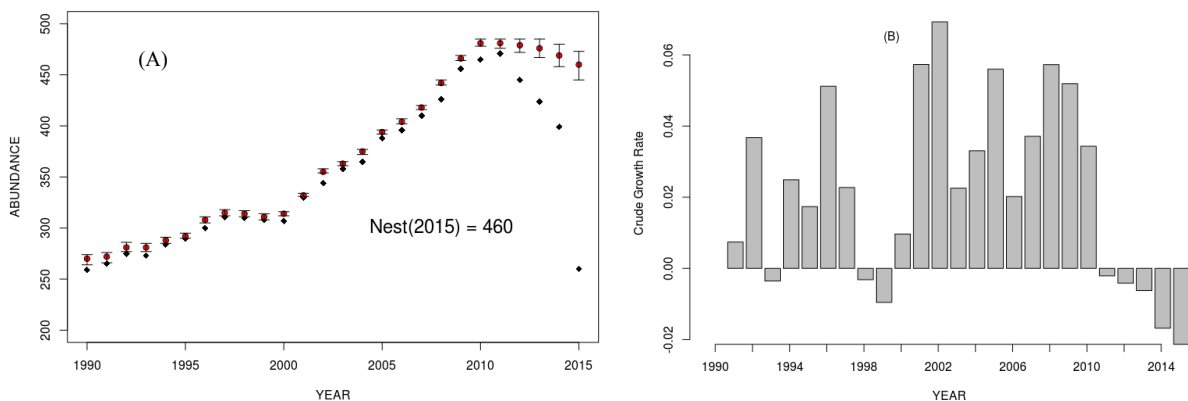 (A)
ABUNDANCE
500
450
400
350
300
250
200
Nest(2015) = 460
1990 1995 2000 2005 2010 2015
YEAR
(B)
Crude Growth Rate
0.06
0.04
0.02
0.00
-0.02
1990 1994 1998 2002 2006 2010 2014
YEAR